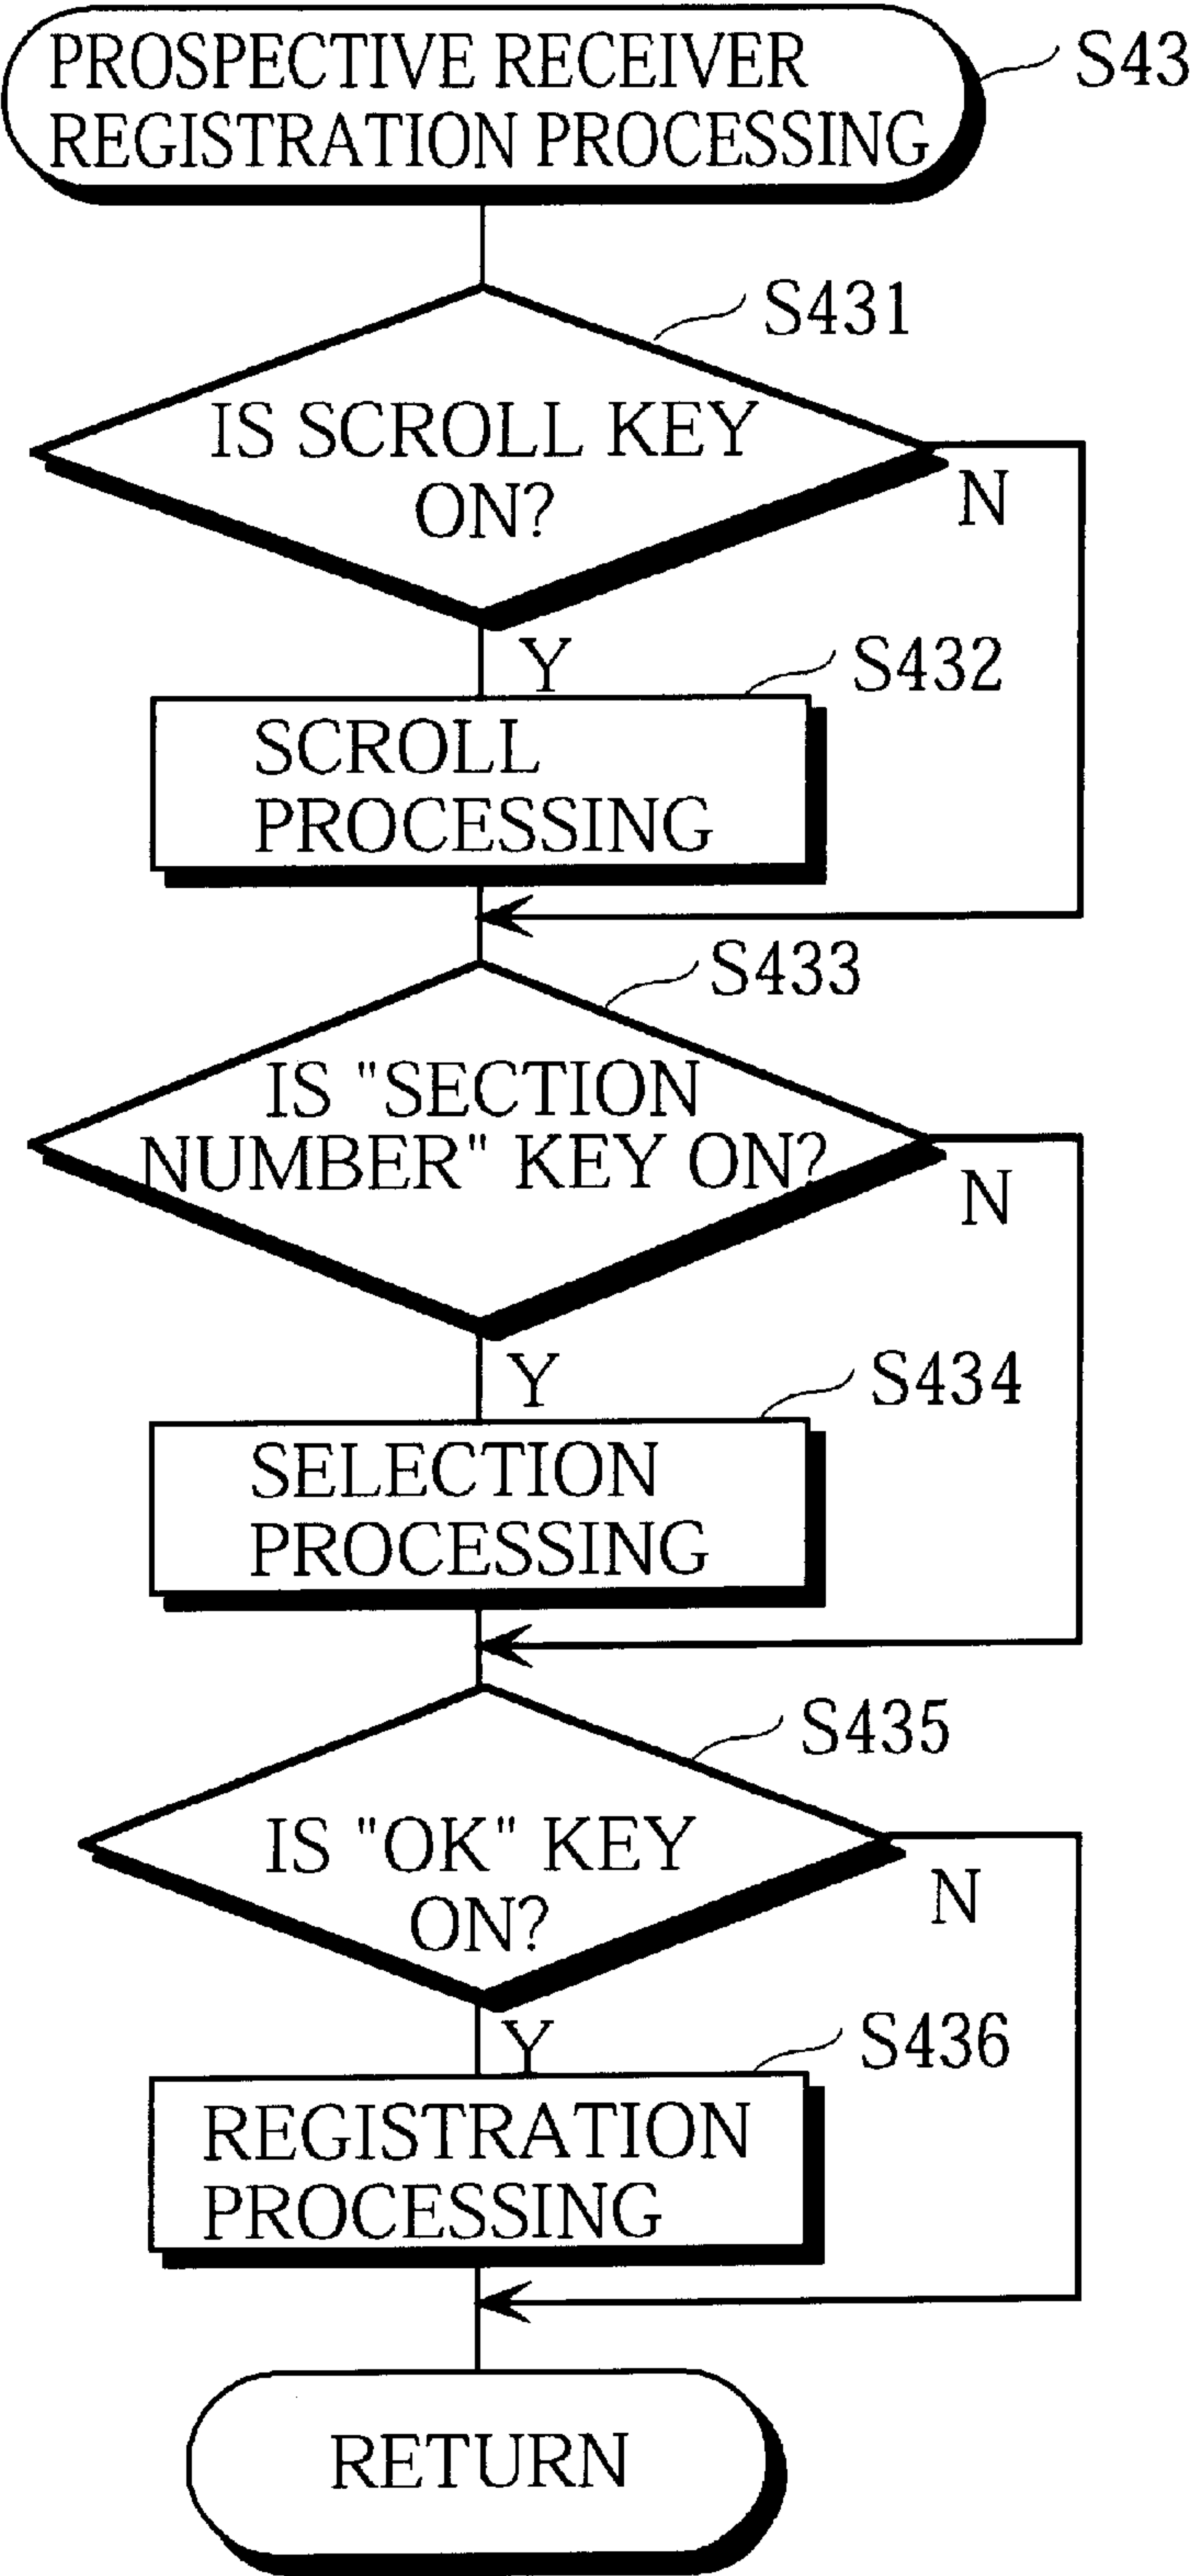 PROSPECTIVE RECEIVER
REGISTRATION PROCESSING
S43
S431
IS SCROLL KEY
ON?
N
Y
S432
SCROLL
PROCESSING
S433
IS "SECTION
NUMBER" KEY ON?
N
Y
S434
SELECTION
PROCESSING
S435
IS "OK" KEY
ON?
N
Y
S436
REGISTRATION
PROCESSING
RETURN